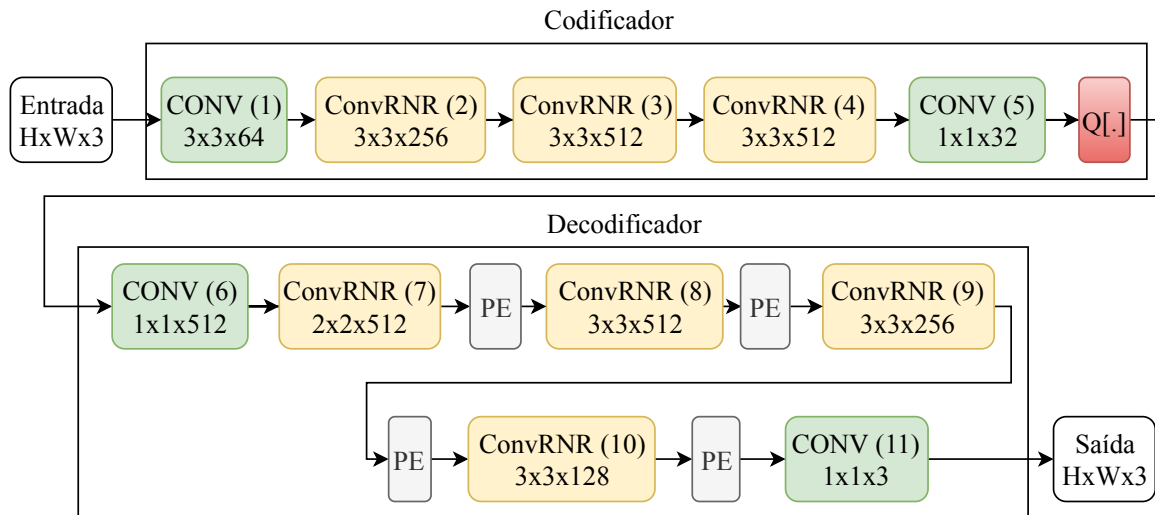 Codificador
Entrada
HxWx3
CONV (1)
3x3x64
ConvRNR (2)
3x3x256
ConvRNR (3)
3x3x512
ConvRNR (4)
3x3x512
CONV (5)
1x1x32
Q[.]
Decodificador
CONV (6)
1x1x512
ConvRNR (7)
2x2x512
PE
ConvRNR (8)
3x3x512
PE
ConvRNR (9)
3x3x256
PE
ConvRNR (10)
3x3x128
PE
CONV (11)
1x1x3
Saída
HxWx3